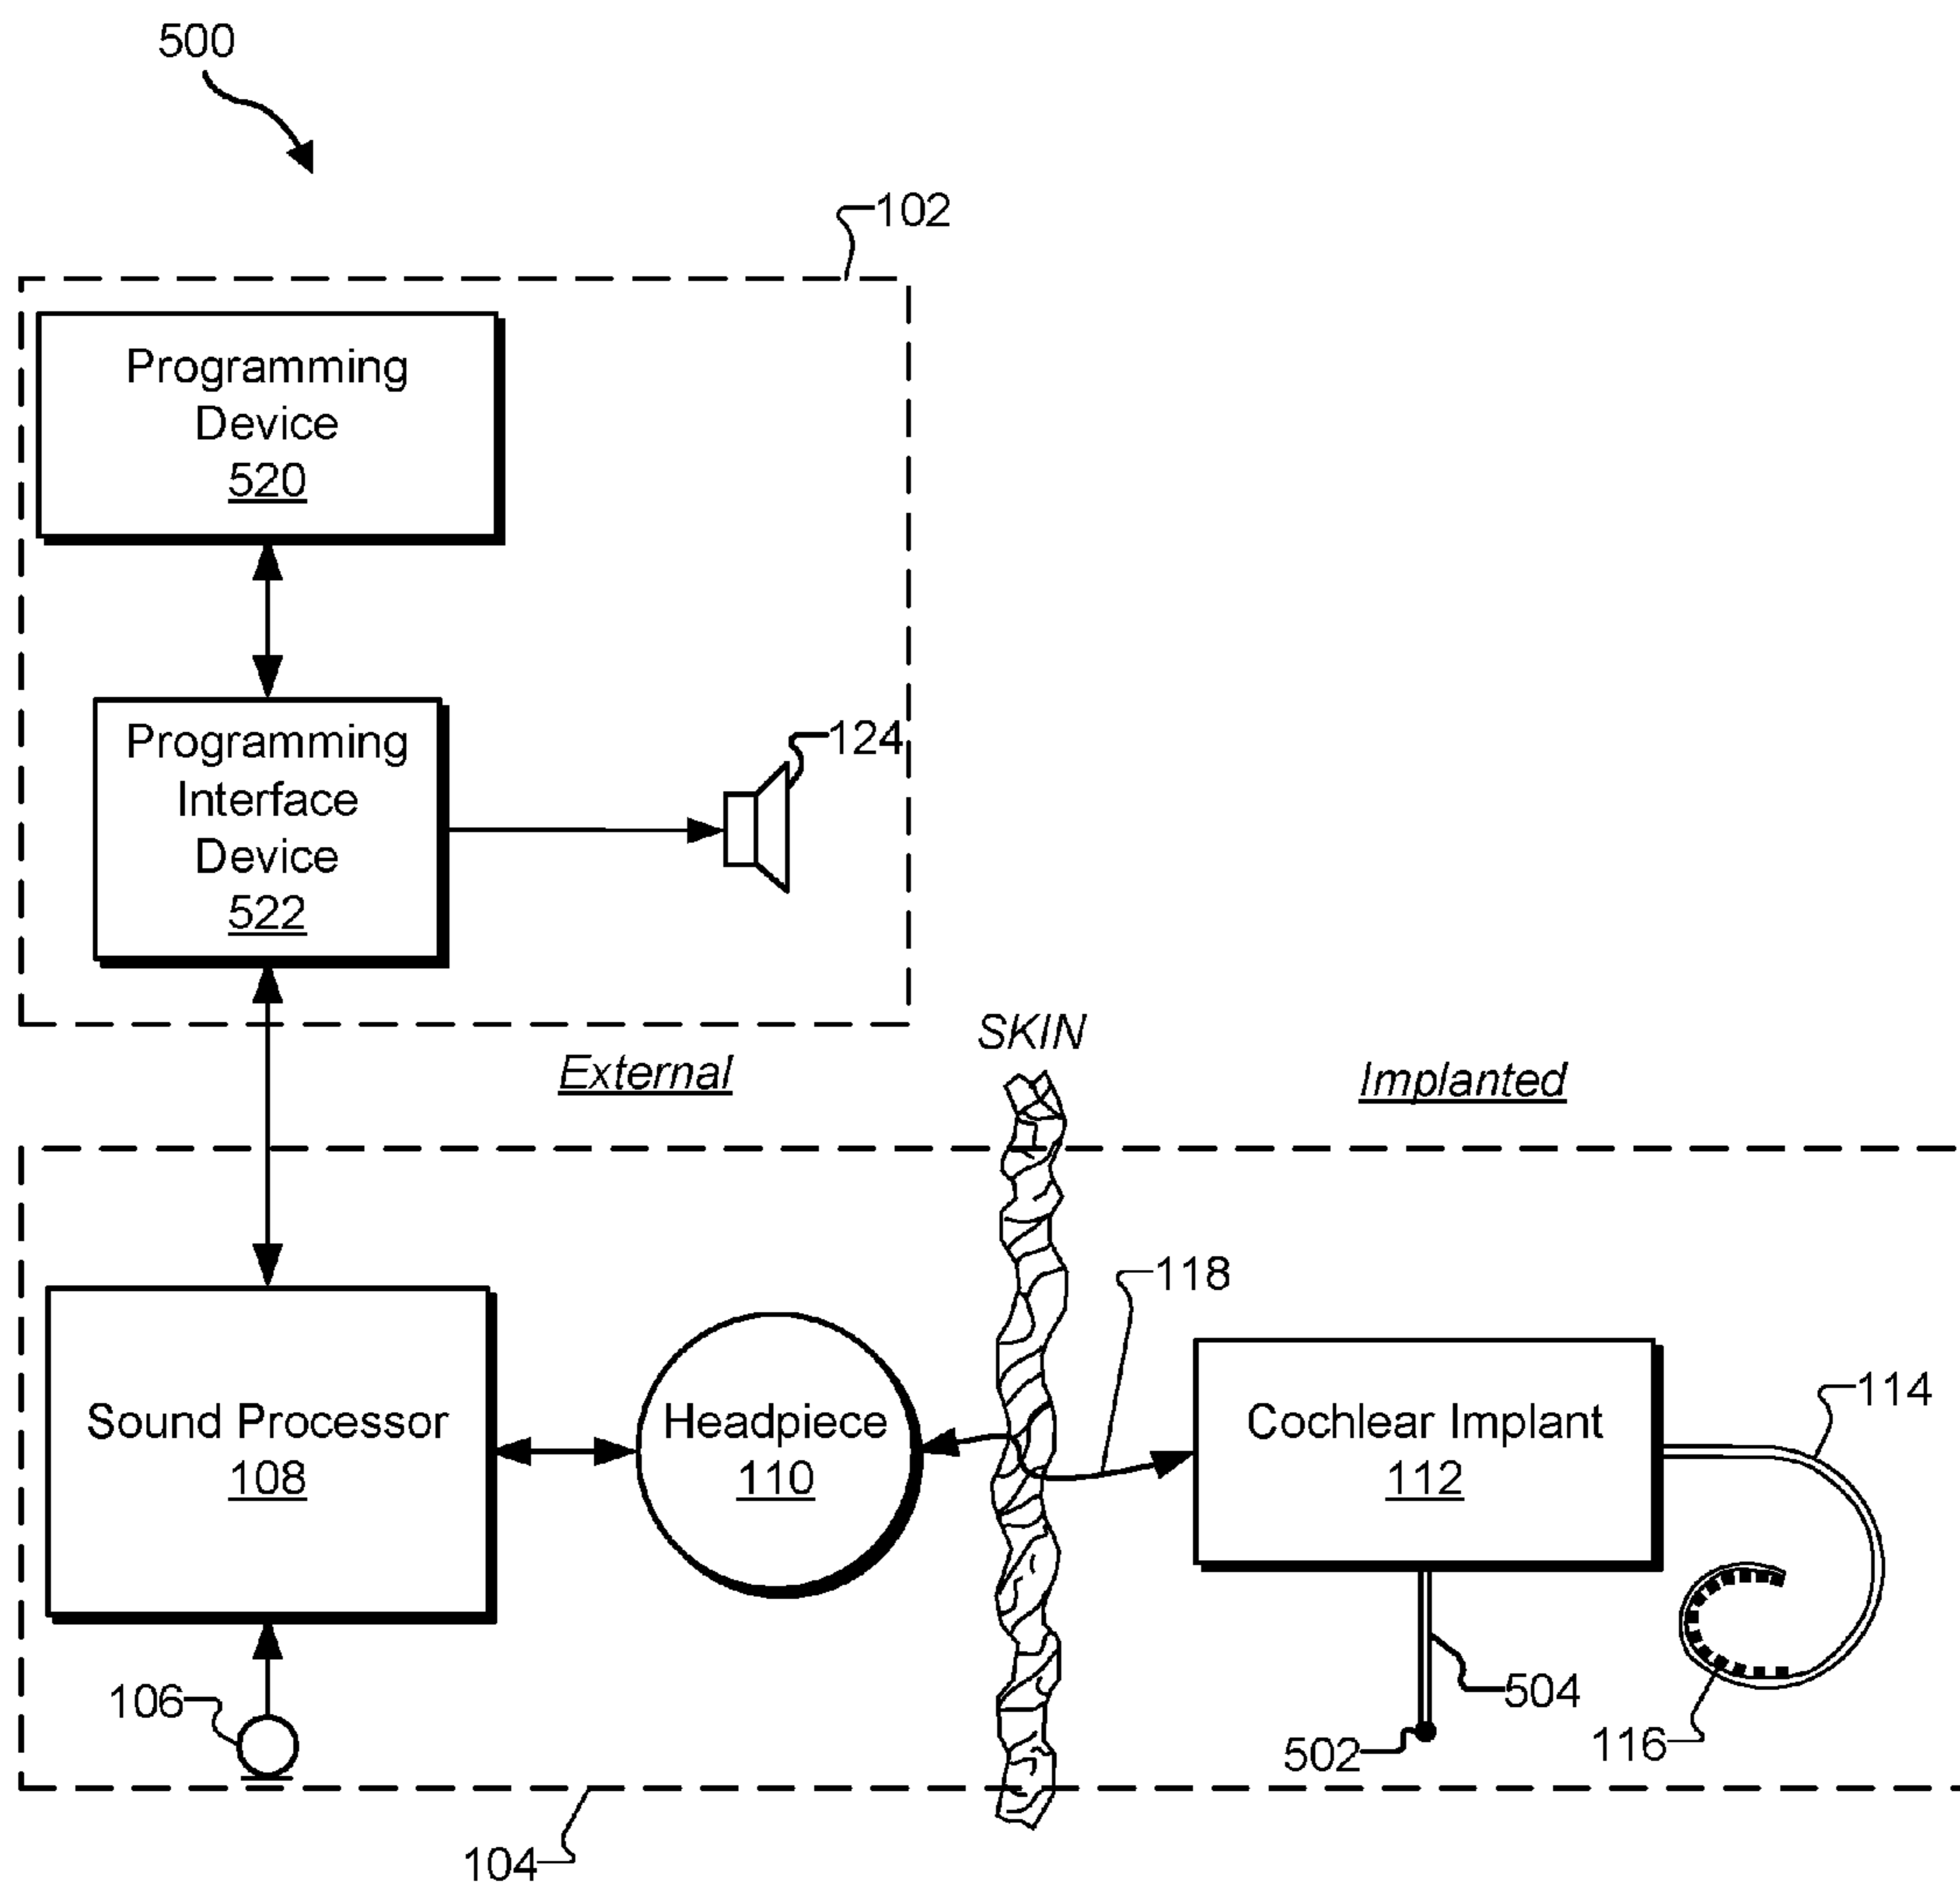 500
102
Programming
Device
520
Programming
Interface
Device
522
124
External
SKIN
Implanted
118
Sound Processor
108
Headpiece
110
Cochlear Implant
112
114
106
504
502
116
104